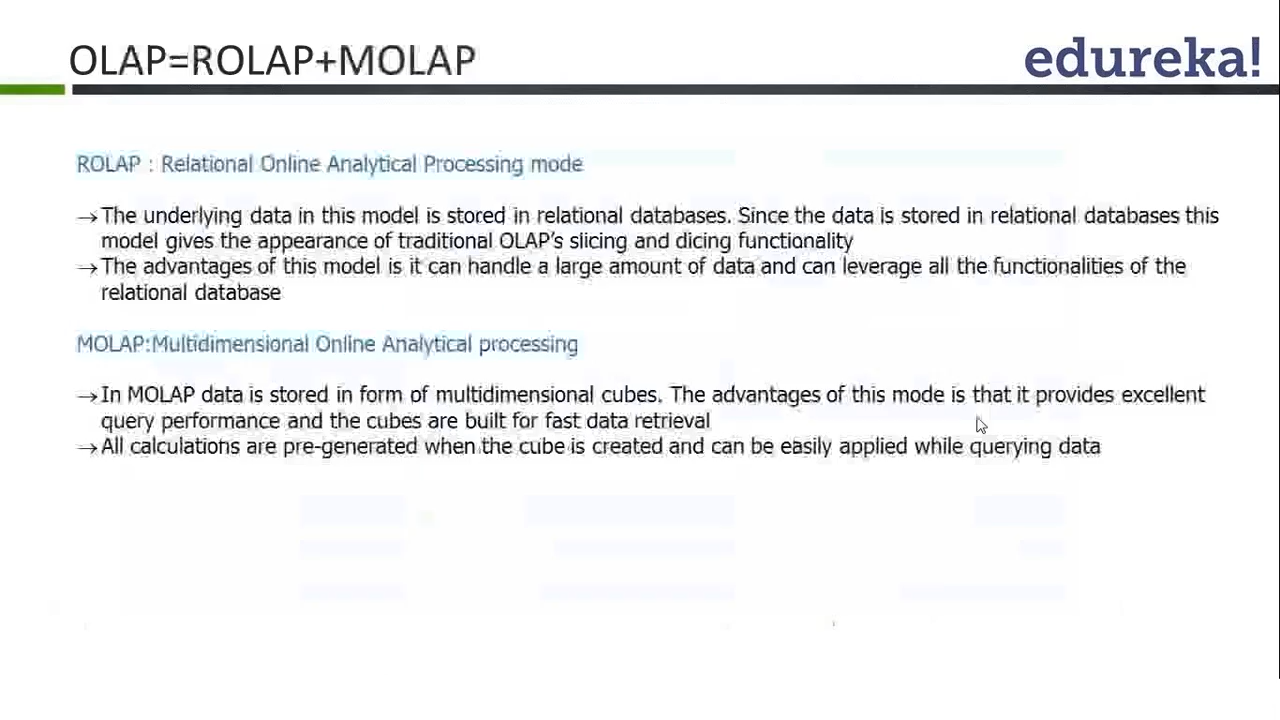 OLAP=ROLAP+MOLAP
edureka!
ROLAP : Relational Online Analytical Processing mode
→The underlying data in this model is stored in relational databases. Since the data is stored in relational databases this
model gives the appearance of traditional OLAP's slicing and dicing functionality
→The advantages of this model is it can handle a large amount of data and can leverage all the functionalities of the
relational database
MOLAP:Multidimensional Online Analytical processing
→In MOLAP data is stored in form of multidimensional cubes. The advantages of this mode is that it provides excellent
query performance and the cubes are built for fast data retrieval
→All calculations are pre-generated when the cube is created and can be easily applied while querying data